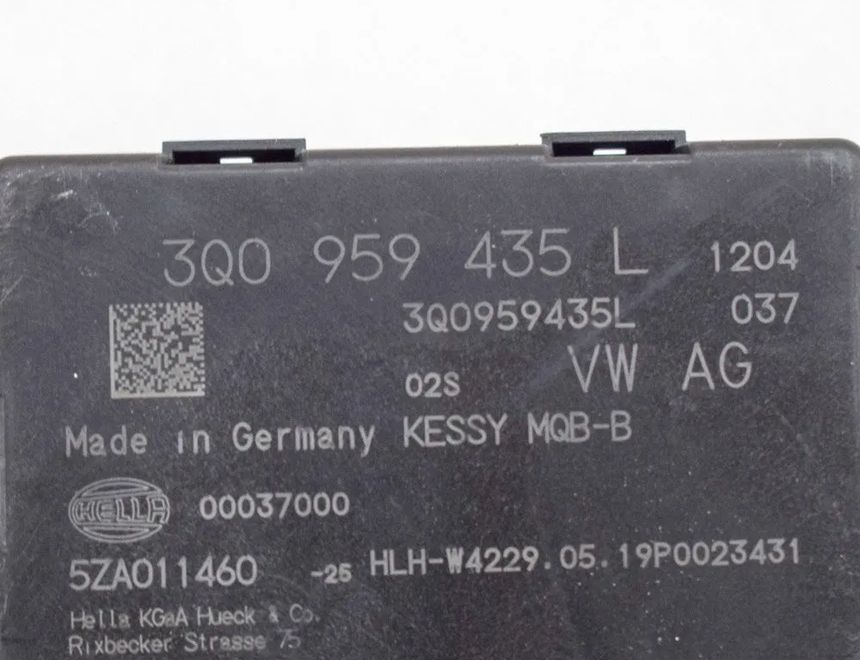 3Q0 959 435 L 1204
3Q0959435L 037
02S VW AG
Made in Germany KESSY MQB-B
HELLA 00037000
5ZA011460 -25 HLH-W4229.05.19P0023431
Hella KGaA Hueck & Co.
Rixbecker Strasse 75